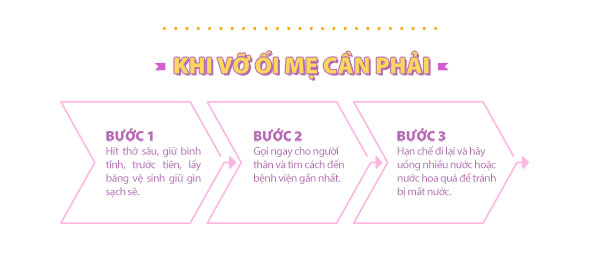 KHI VỠ ỐI MẸ CẦN PHẢI
BƯỚC 1
Hít thở sâu, giữ bình
tĩnh, trước tiên, lấy
băng vệ sinh giữ gìn
sạch sẽ.
BƯỚC 2
Gọi ngay cho người
thân và tìm cách đến
bệnh viện gần nhất.
BƯỚC 3
Hạn chế đi lại và hãy
uống nhiều nước hoặc
nước hoa quả để tránh
bị mất nước.